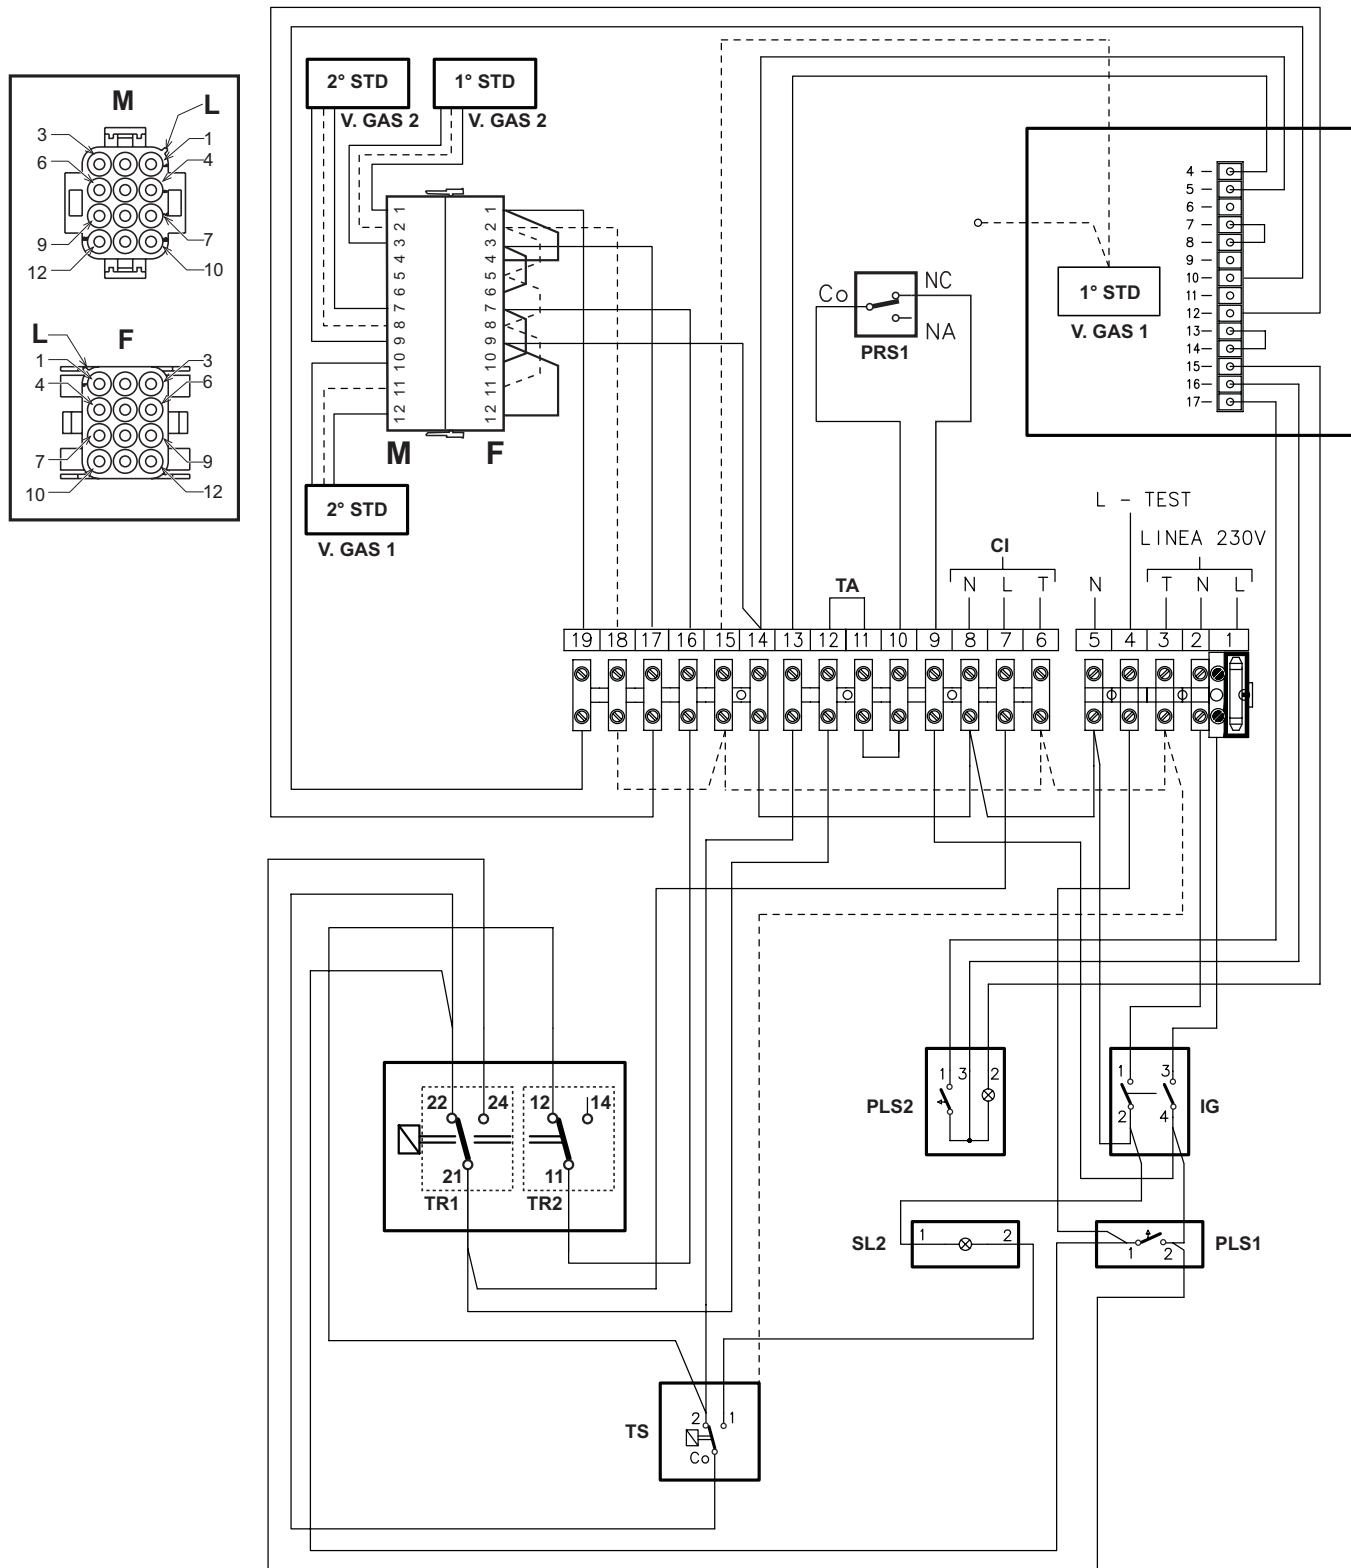 M
L
3
1
6
4
9
7
12
10
L
F
1
3
4
6
7
9
10
12
2° STD
V. GAS 2
1° STD
V. GAS 2
1 2 3 4 5 6 7 8 9 10 11 12
1 2 3 4 5 6 7 8 9 10 11 12
M
F
2° STD
V. GAS 1
Co
NC
NA
PRS1
1° STD
V. GAS 1
4
5
6
7
8
9
10
11
12
13
14
15
16
17
L - TEST
LINEA 230V
CI
TA
N L T
N
T N L
19 18 17 16 15 14 13 12 11 10 9 8 7 6
5 4 3 2 1
22 24
12 14
21
11
TR1
TR2
PLS2
1 3 2
1 3
2 4
IG
SL2
1 2
1 2
PLS1
TS
2 1
Co